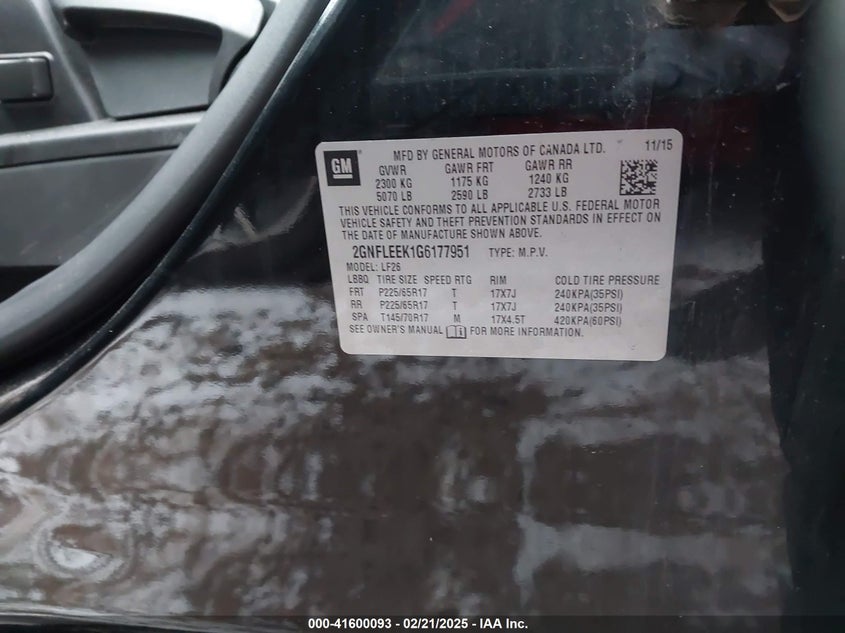 GM
MFD BY GENERAL MOTORS OF CANADA LTD. 11/15
GVWR GAWR FRT GAWR RR
2300 KG 1175 KG 1240 KG
5070 LB 2590 LB 2733 LB
THIS VEHICLE CONFORMS TO ALL APPLICABLE U.S. FEDERAL MOTOR
VEHICLE SAFETY AND THEFT PREVENTION STANDARDS IN EFFECT ON
THE DATE OF MANUFACTURE SHOWN ABOVE.
2GNFLEEK1G6177951 TYPE: M.P.V.
MODEL: LF26
LBBQ TIRE SIZE SPEED RTG RIM COLD TIRE PRESSURE
FRT P225/65R17 T 17X7J 240KPA(35PSI)
RR P225/65R17 T 17X7J 240KPA(35PSI)
SPA T145/70R17 M 17X4.5T 420KPA(60PSI)
SEE OWNER'S MANUAL FOR MORE INFORMATION.
000-41600093 - 02/21/2025 - IAA Inc.